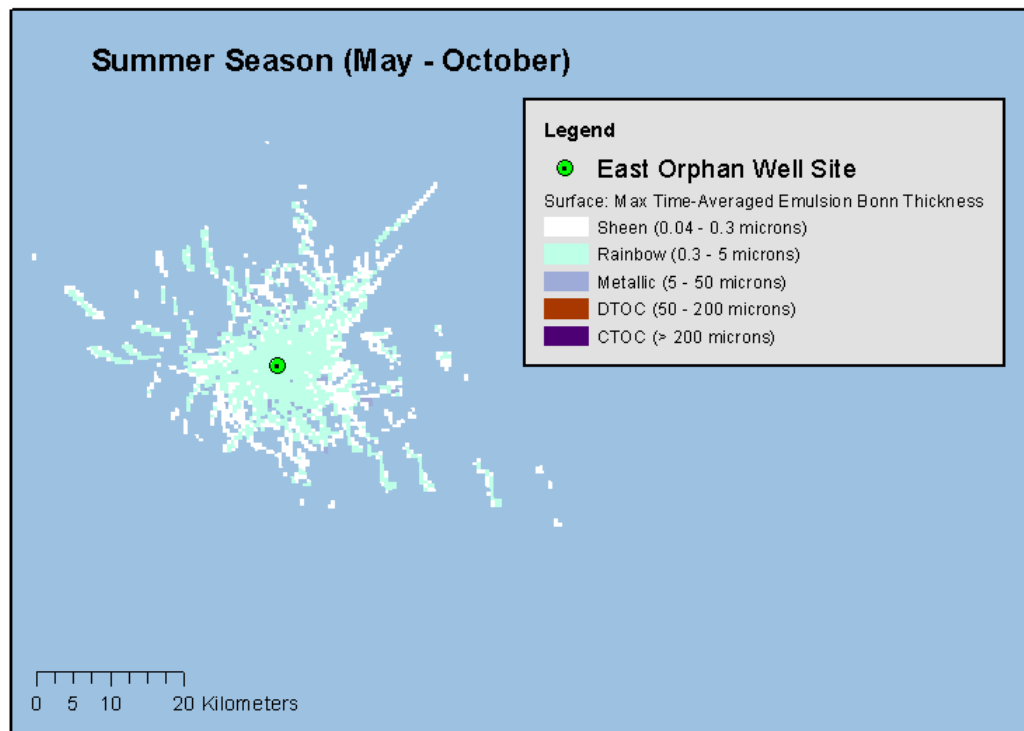 Summer Season (May - October)
Legend
East Orphan Well Site
Surface: Max Time-Averaged Emulsion Bonn Thickness
Sheen (0.04 - 0.3 microns)
Rainbow (0.3 - 5 microns)
Metallic (5 - 50 microns)
DTOC (50 - 200 microns)
CTOC (> 200 microns)
0 5 10 20 Kilometers